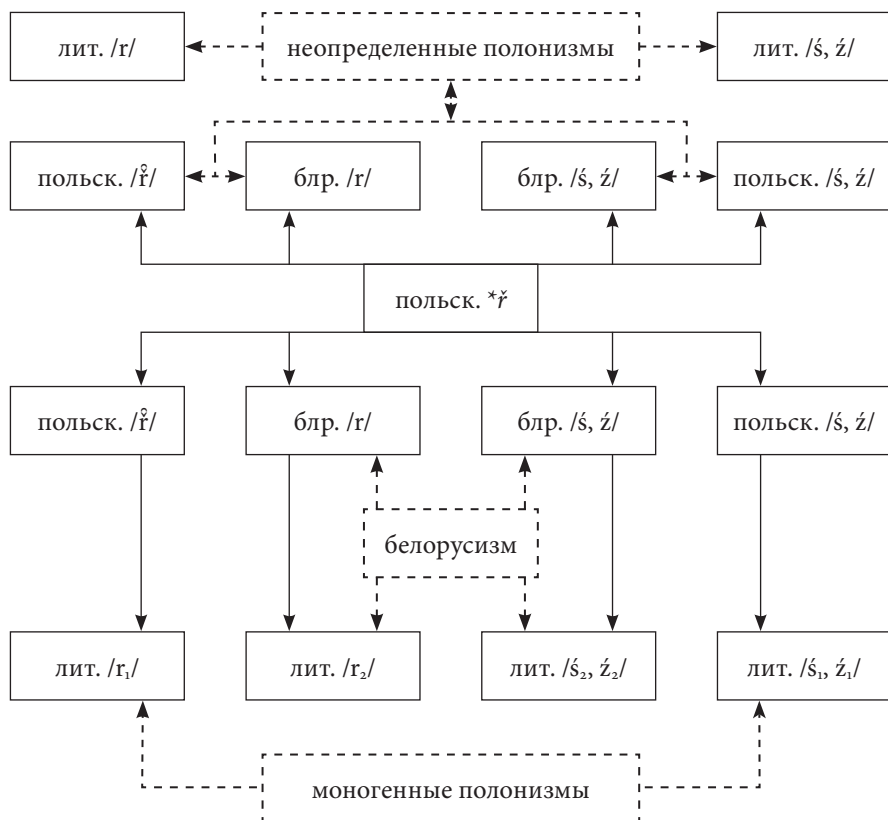 лит. /r/ неопределенные полонизмы лит. /ś, ź/
польск. /r̊̌/ блр. /r/ блр. /ś, ź/ польск. /ś, ź/
польск. *ř
польск. /r̊̌/ блр. /r/ блр. /ś, ź/ польск. /ś, ź/
белорусизм
лит. /r₁/ лит. /r₂/ лит. /ś₂, ź₂/ лит. /ś₁, ź₁/
моногенные полонизмы